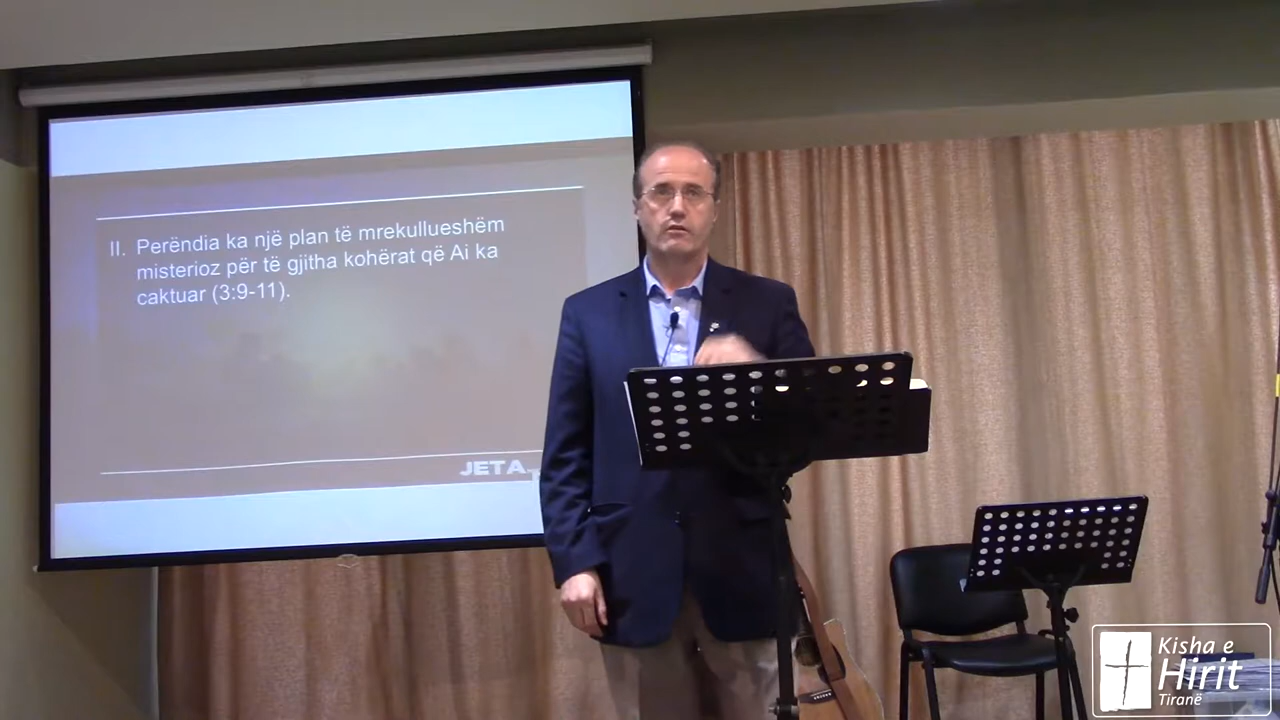 II. Perëndia ka një plan të mrekullueshëm
misterioz për të gjitha kohërat që Ai ka
caktuar (3:9-11).
JETA
Kisha e
Hirit
Tiranë